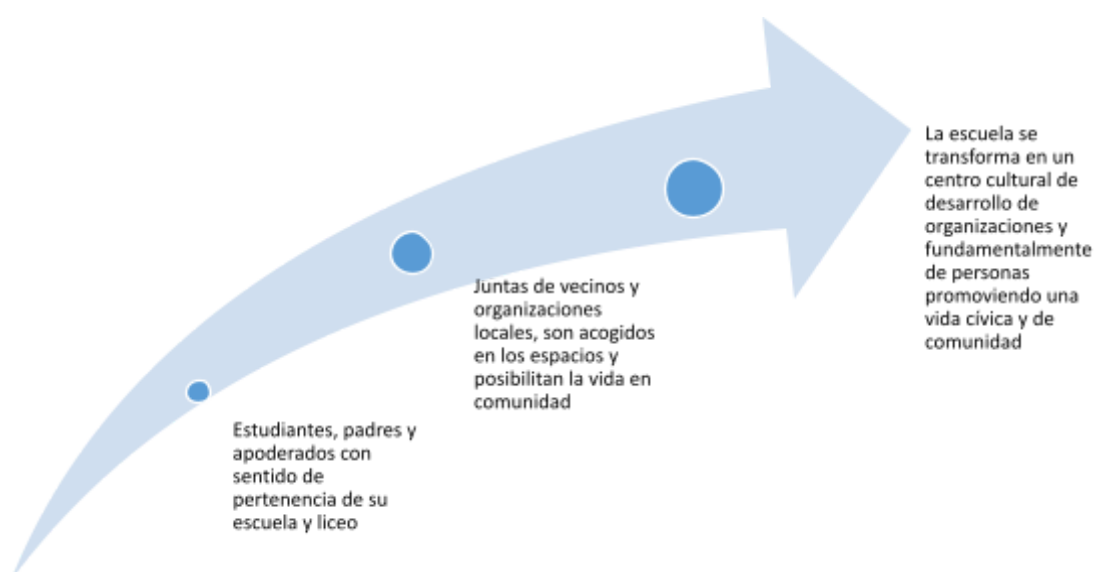 Estudiantes, padres y
apoderados con
sentido de
pertenencia de su
escuela y liceo
Juntas de vecinos y
organizaciones
locales, son acogidos
en los espacios y
posibilitan la vida en
comunidad
La escuela se
transforma en un
centro cultural de
desarrollo de
organizaciones y
fundamentalmente
de personas
promoviendo una
vida cívica y de
comunidad